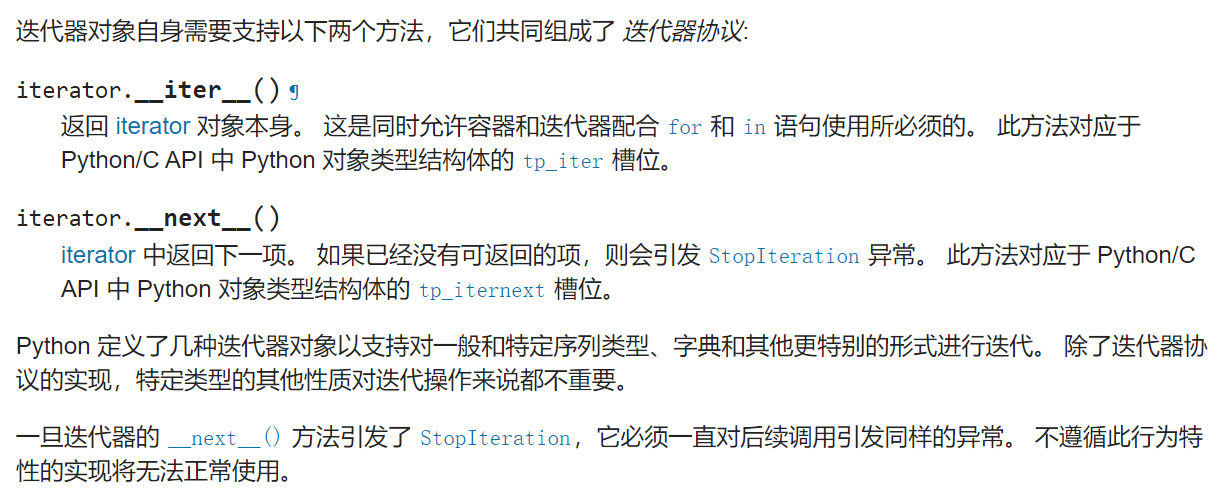 迭代器对象自身需要支持以下两个方法，它们共同组成了 迭代器协议:
iterator.__iter__() ¶
返回 iterator 对象本身。 这是同时允许容器和迭代器配合 for 和 in 语句使用所必须的。 此方法对应于
Python/C API 中 Python 对象类型结构体的 tp_iter 槽位。
iterator.__next__()
iterator 中返回下一项。 如果已经没有可返回的项，则会引发 StopIteration 异常。 此方法对应于 Python/C
API 中 Python 对象类型结构体的 tp_iternext 槽位。
Python 定义了几种迭代器对象以支持对一般和特定序列类型、字典和其他更特别的形式进行迭代。 除了迭代器协
议的实现，特定类型的其他性质对迭代操作来说都不重要。
一旦迭代器的 __next__() 方法引发了 StopIteration，它必须一直对后续调用引发同样的异常。 不遵循此行为特
性的实现将无法正常使用。